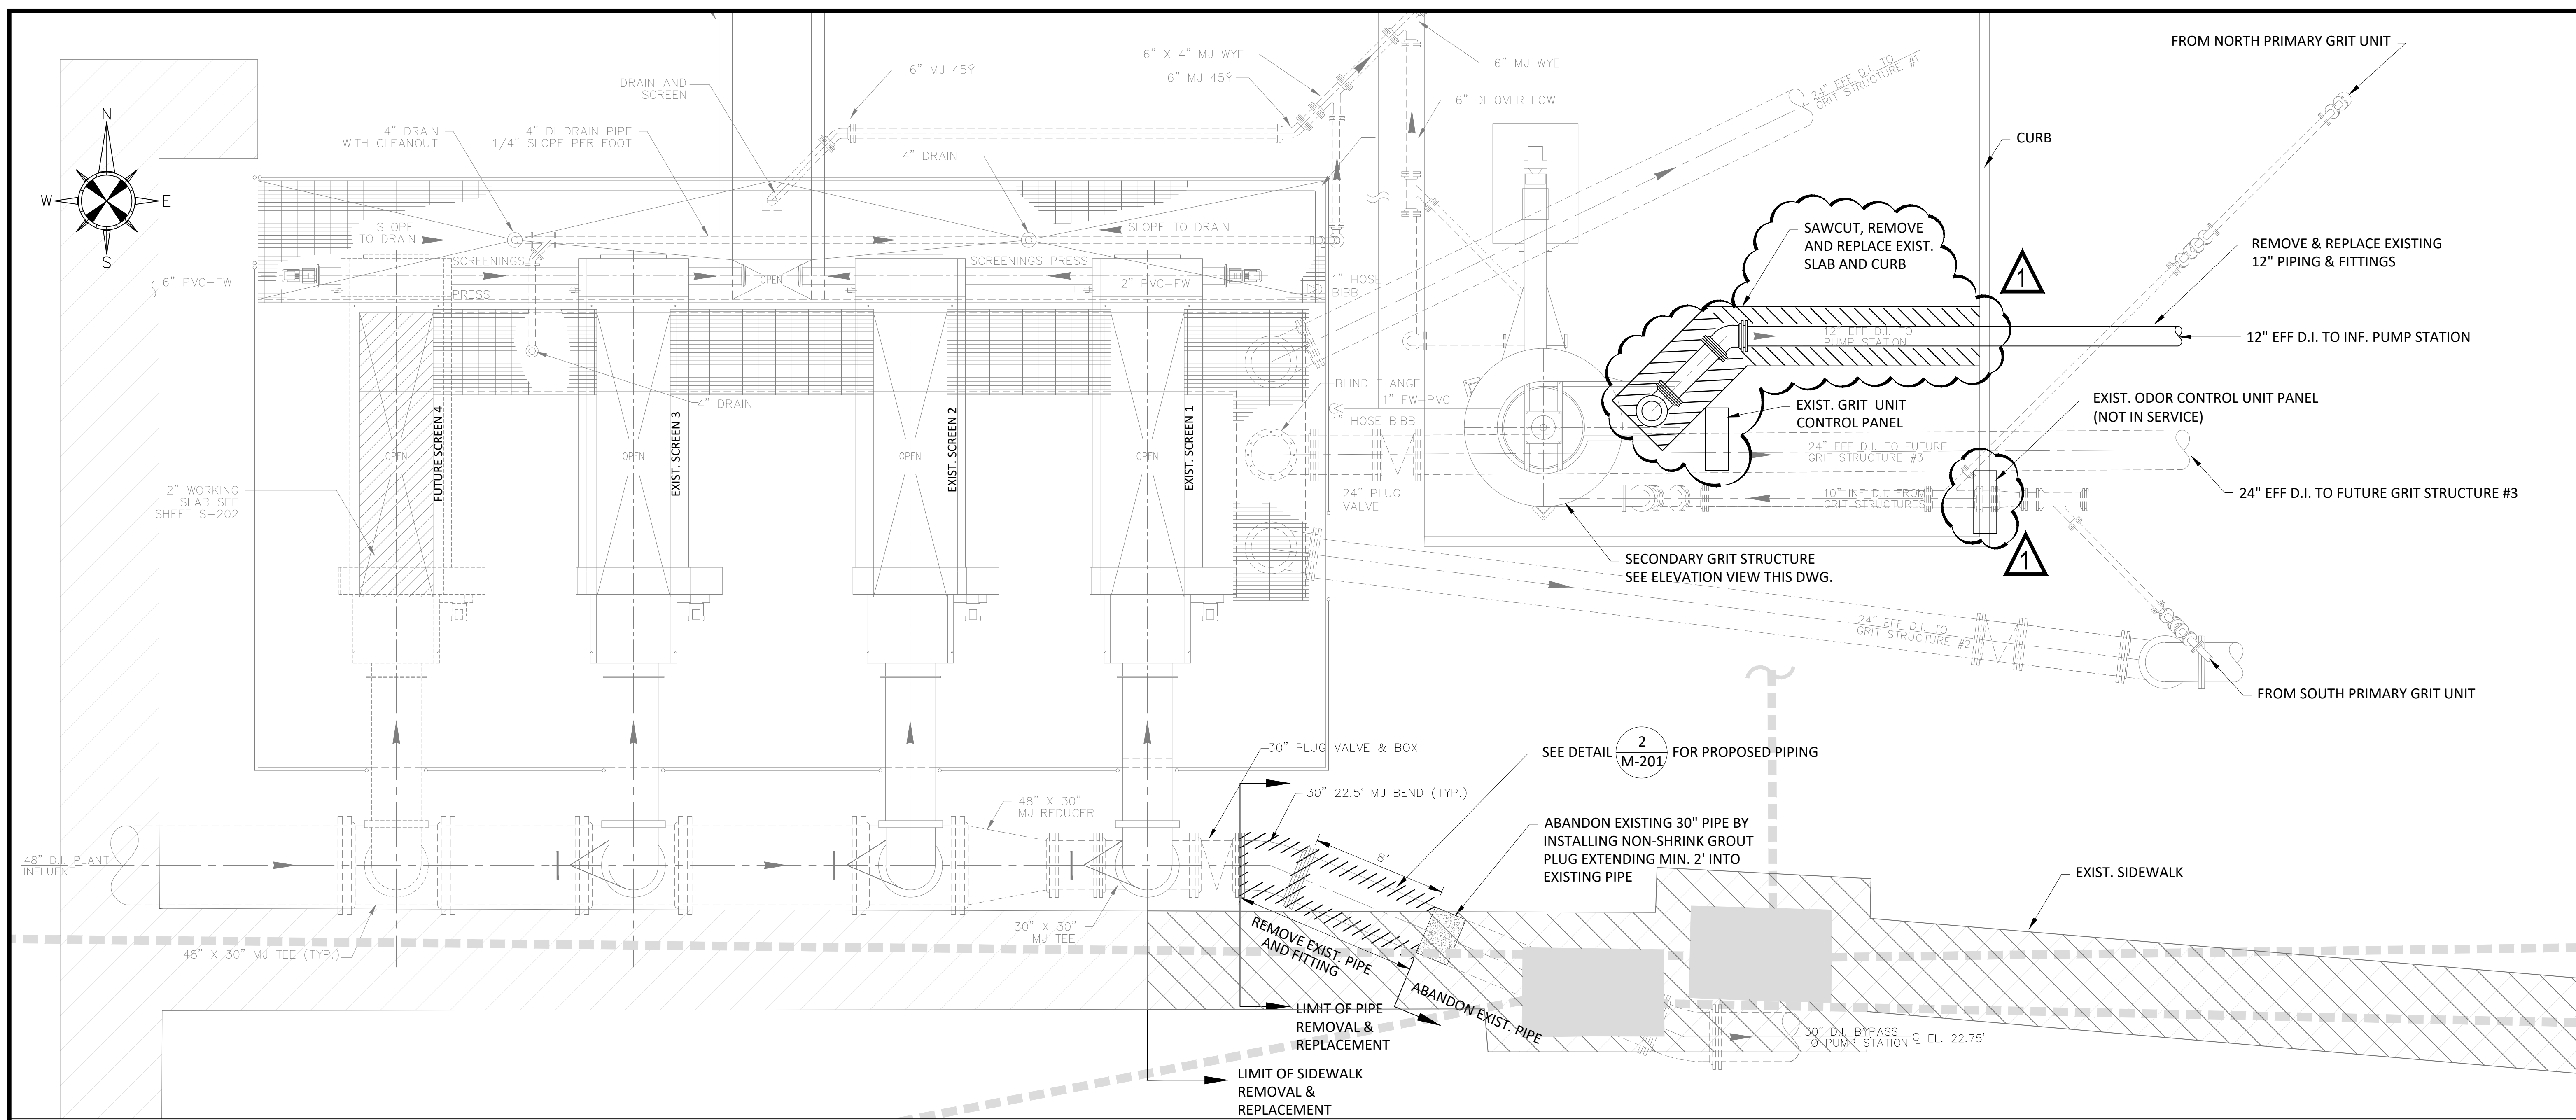 FROM NORTH PRIMARY GRIT UNIT
6" X 4" MJ WYE
6" MJ WYE
6" MJ 45Ý
6" MJ 45Ý
24" EFF D.I. TO
GRIT STRUCTURE #1
DRAIN AND
SCREEN
6" DI OVERFLOW
N
W
E
S
4" DRAIN
WITH CLEANOUT
4" DI DRAIN PIPE
1/4" SLOPE PER FOOT
4" DRAIN
CURB
SLOPE
TO DRAIN
SLOPE TO DRAIN
SAWCUT, REMOVE
AND REPLACE EXIST.
SLAB AND CURB
1
REMOVE & REPLACE EXISTING
12" PIPING & FITTINGS
SCREENINGS
PRESS
SCREENINGS PRESS
OPEN
6" PVC-FW
2" PVC-FW
1" HOSE
BIBB
12" EFF D.I. TO
PUMP STATION
12" EFF D.I. TO INF. PUMP STATION
BLIND FLANGE
1" FW-PVC
1" HOSE BIBB
4" DRAIN
EXIST. GRIT UNIT
CONTROL PANEL
EXIST. ODOR CONTROL UNIT PANEL
(NOT IN SERVICE)
FUTURE SCREEN 4
EXIST. SCREEN 3
EXIST. SCREEN 2
EXIST. SCREEN 1
OPEN
OPEN
OPEN
OPEN
24" EFF D.I. TO FUTURE
GRIT STRUCTURE #3
2" WORKING
SLAB SEE
SHEET S-202
24" PLUG
VALVE
10" INF D.I. FROM
GRIT STRUCTURES
24" EFF D.I. TO FUTURE GRIT STRUCTURE #3
1
SECONDARY GRIT STRUCTURE
SEE ELEVATION VIEW THIS DWG.
24" EFF D.I. TO
GRIT STRUCTURE #2
FROM SOUTH PRIMARY GRIT UNIT
30" PLUG VALVE & BOX
SEE DETAIL 2 M-201 FOR PROPOSED PIPING
30" 22.5° MJ BEND (TYP.)
48" X 30"
MJ REDUCER
ABANDON EXISTING 30" PIPE BY
INSTALLING NON-SHRINK GROUT
PLUG EXTENDING MIN. 2' INTO
EXISTING PIPE
8'
48" D.I. PLANT
INFLUENT
EXIST. SIDEWALK
30" X 30"
MJ TEE
48" X 30" MJ TEE (TYP.)
REMOVE EXIST. PIPE
AND FITTING
ABANDON EXIST. PIPE
LIMIT OF PIPE
REMOVAL &
REPLACEMENT
30" D.I. BYPASS
TO PUMP STATION ℄ EL. 22.75'
LIMIT OF SIDEWALK
REMOVAL &
REPLACEMENT